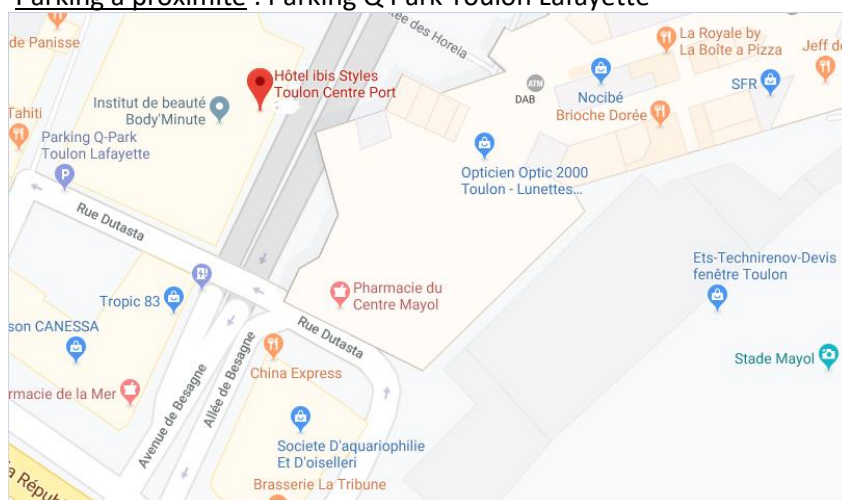 Parking à proximité : Parking Q Park Toulon Lafayette
de Panisse
ée des Horeia
La Royale by
La Boîte a Pizza
Jeff de
Hôtel ibis Styles
Toulon Centre Port
ATM
DAB
Nocibé
SFR
Institut de beauté
Body'Minute
Brioche Dorée
Tahiti
Parking Q-Park
Toulon Lafayette
P
Opticien Optic 2000
Toulon - Lunettes...
Rue Dutasta
Ets-Technirenov-Devis
fenêtre Toulon
Tropic 83
Pharmacie du
Centre Mayol
son CANESSA
Rue Dutasta
Stade Mayol
China Express
rmacie de la Mer
Avenue de Besagne
Allée de Besagne
Societe D'aquariophilie
Et D'oiselleri
a Républ
Brasserie La Tribune